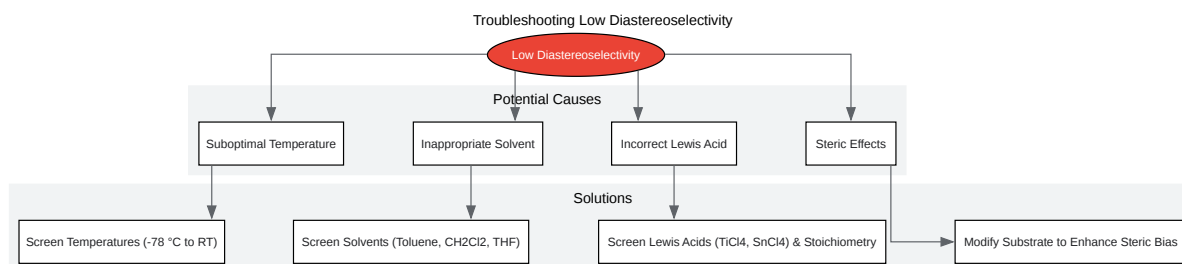 Troubleshooting Low Diastereoselectivity
Low Diastereoselectivity
Potential Causes
Suboptimal Temperature
Inappropriate Solvent
Incorrect Lewis Acid
Steric Effects
Solutions
Screen Temperatures (-78 °C to RT)
Screen Solvents (Toluene, CH2Cl2, THF)
Screen Lewis Acids (TiCl4, SnCl4) & Stoichiometry
Modify Substrate to Enhance Steric Bias